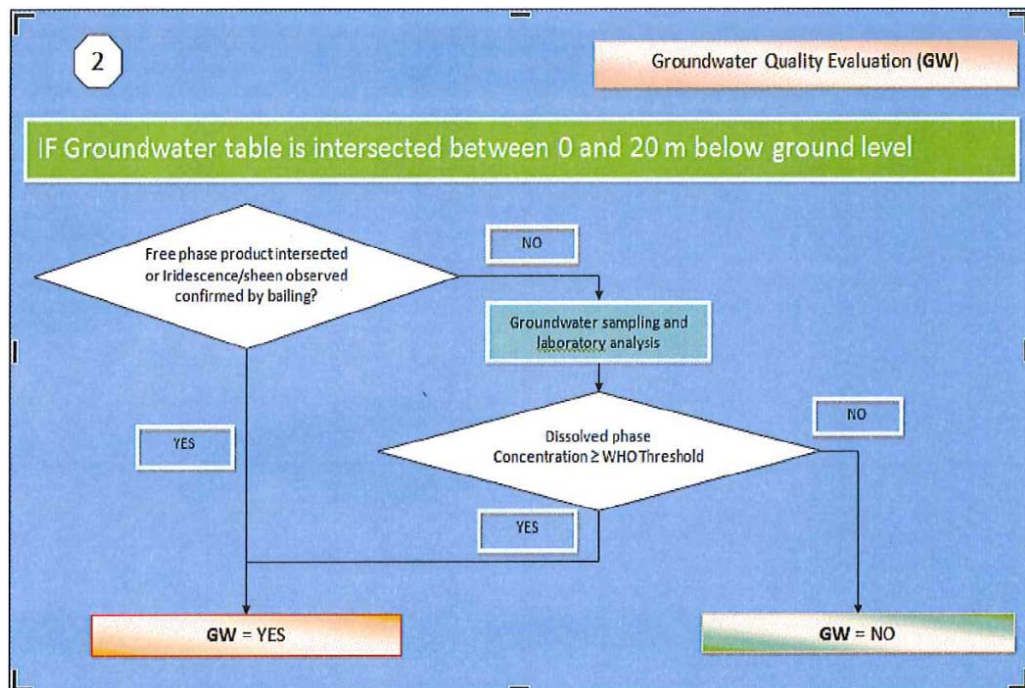 2
Groundwater Quality Evaluation (GW)
IF Groundwater table is intersected between 0 and 20 m below ground level
Free phase product intersected
or Iridescence/sheen observed
confirmed by bailing?
NO
Groundwater sampling and
laboratory analysis
YES
Dissolved phase
Concentration ≥ WHO Threshold
NO
YES
GW = YES
GW = NO